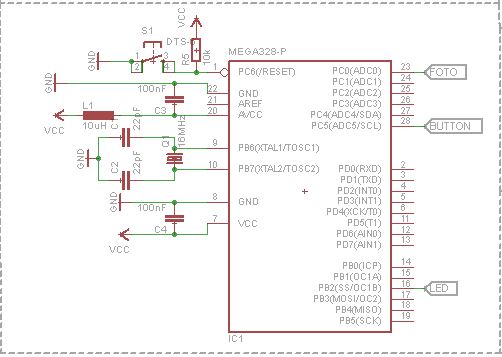 S1
VCC
DTS-6
R5
10k
GND
1
3
2
4
MEGA328-P
GND
100nF
C3
L1
10uH
VCC
C1
22pF
C2
22pF
GND
Q1
16MHz
GND
100nF
C4
VCC
1 PC6(/RESET)
22 GND
21 AREF
20 AVCC
9 PB6(XTAL1/TOSC1)
10 PB7(XTAL2/TOSC2)
8 GND
7 VCC
PC0(ADC0) 23 FOTO
PC1(ADC1) 24
PC2(ADC2) 25
PC3(ADC3) 26
PC4(ADC4/SDA) 27
PC5(ADC5/SCL) 28 BUTTON
PD0(RXD) 2
PD1(TXD) 3
PD2(INT0) 4
PD3(INT1) 5
PD4(XCK/T0) 6
PD5(T1) 11
PD6(AIN0) 12
PD7(AIN1) 13
PB0(ICP) 14
PB1(OC1A) 15
PB2(SS/OC1B) 16 LED
PB3(MOSI/OC2) 17
PB4(MISO) 18
PB5(SCK) 19
IC1